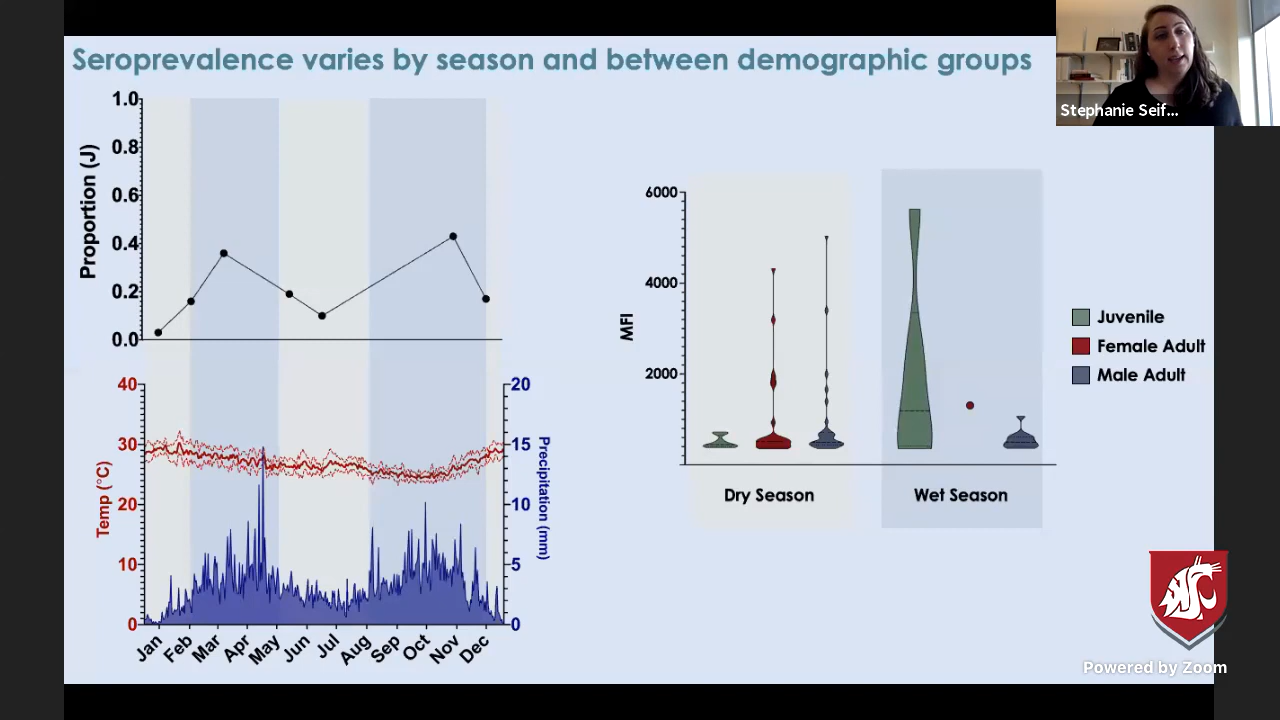 Seroprevalence varies by season and between demographic groups
Stephanie Seif...
Proportion (J)
1.0
0.8
0.6
0.4
0.2
0.0
Temp (°C)
40
30
20
10
0
20
15
10
5
0
Precipitation (mm)
Jan Feb Mar Apr May Jun Jul Aug Sep Oct Nov Dec
MFI
6000
4000
2000
Dry Season Wet Season
Juvenile
Female Adult
Male Adult
Powered by Zoom